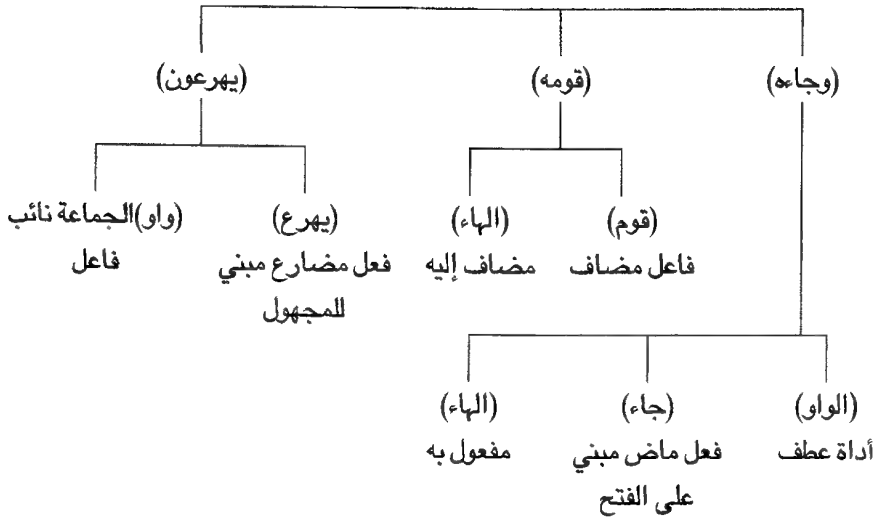 (وجاءه) (قومه) (يهرعون)
(قوم) (الهاء) (يهرع) (واو)الجماعة نائب
فاعل مضاف مضاف إليه فعل مضارع مبني فاعل
للمجهول
(الواو) (جاء) (الهاء)
أداة عطف فعل ماض مبني مفعول به
على الفتح